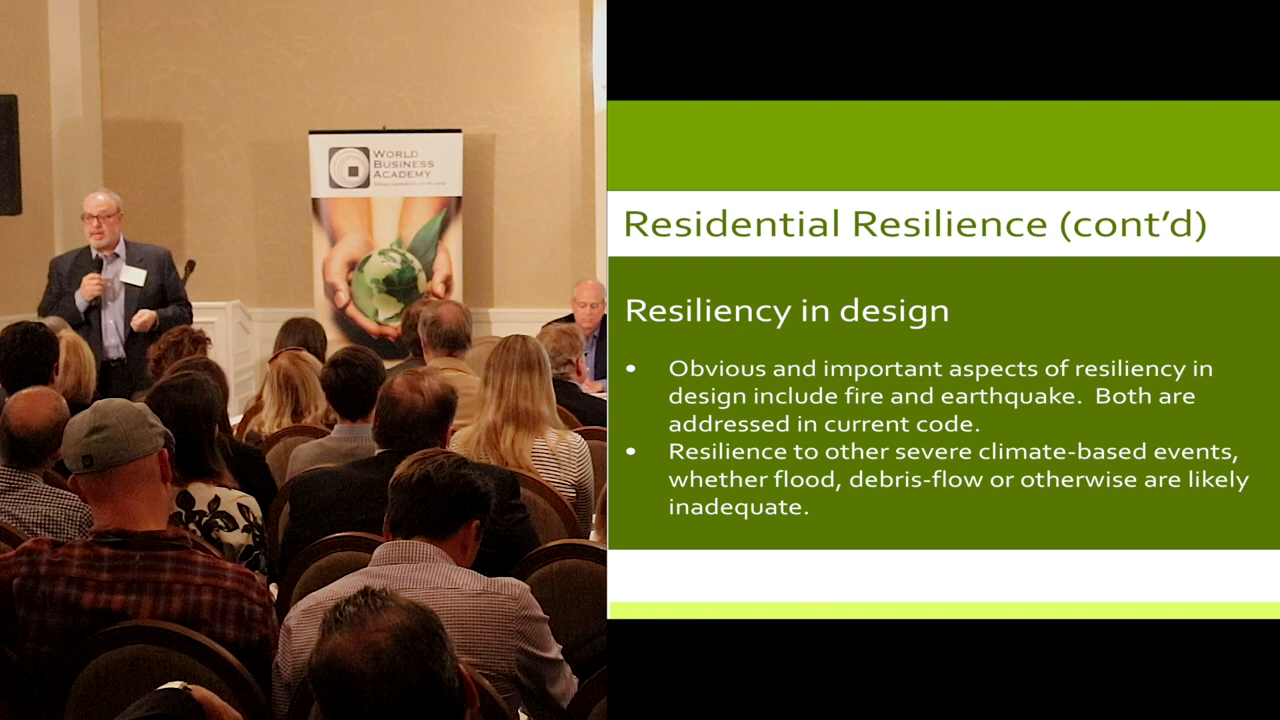 WORLD
BUSINESS
ACADEMY
Residential Resilience (cont'd)
Resiliency in design
• Obvious and important aspects of resiliency in
design include fire and earthquake.  Both are
addressed in current code.
• Resilience to other severe climate-based events,
whether flood, debris-flow or otherwise are likely
inadequate.